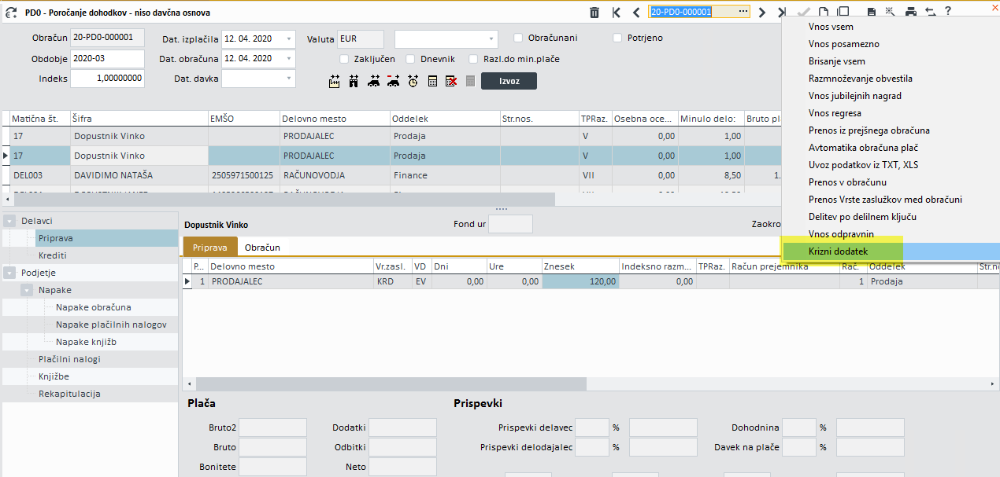 PD0 - Poročanje dohodkov - niso davčna osnova
20-PD0-000001
Obračun 20-PD0-000001 Dat. izplačila 12. 04. 2020 Valuta EUR Obračunani Potrjeno
Obdobje 2020-03 Dat. obračuna 12. 04. 2020 Zaključen Dnevnik Razl.do min.plače
Indeks 1,00000000 Dat. davka Izvoz
Vnos vsem
Vnos posamezno
Brisanje vsem
Razmnoževanje obvestila
Vnos jubilejnih nagrad
Vnos regresa
Prenos iz prejšnega obračuna
Avtomatika obračuna plač
Uvoz podatkov iz TXT, XLS
Prenos v obračunu
Prenos Vrste zaslužkov med obračuni
Delitev po delilnem ključu
Vnos odpravnin
Krizni dodatek
Matična št. Šifra EMŠO Delovno mesto Oddelek Str.nos. TPRaz. Osebna oce... Minulo delo: Bruto pl
17 Dopustnik Vinko PRODAJALEC Prodaja V 0,00 1,00
17 Dopustnik Vinko PRODAJALEC Prodaja V 0,00 1,00
DEL003 DAVIDIMO NATAŠA 2505971500125 RAČUNOVODJA Finance VII 0,00 8,50 1.
Delavci
Priprava
Krediti
Podjetje
Napake
Napake obračuna
Napake plačilnih nalogov
Napake knjižb
Plačilni nalogi
Knjižbe
Rekapitulacija
Dopustnik Vinko Fond ur Zaokro
Priprava Obračun
P... Delovno mesto Vr.zasl. VD Dni Ure Znesek Indeksno razm... TPRaz. Račun prejemnika Rač. Oddelek Str.n
1 PRODAJALEC KRD EV 0,00 0,00 120,00 0,00 1 Prodaja
Plača Prispevki
Bruto2 Dodatki Prispevki delavec % Dohodnina %
Bruto Odbitki Prispevki delodajalec % Davek na plače %
Bonitete Neto